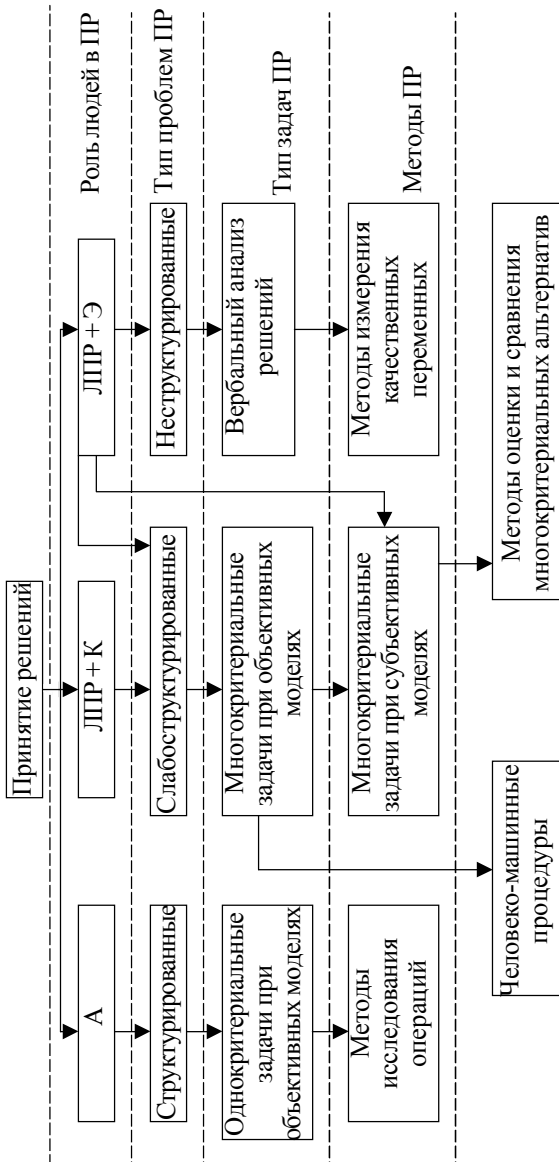 Принятие решений
Роль людей в ПР
А
ЛПР + К
ЛПР + Э
Тип проблем ПР
Структурированные
Слабоструктурированные
Неструктурированные
Тип задач ПР
Однокритериальные
задачи при
объективных моделях
Многокритериальные
задачи при объективных
моделях
Вербальный анализ
решений
Методы ПР
Методы
исследования
операций
Многокритериальные
задачи при субъективных
моделях
Методы измерения
качественных
переменных
Человеко-машинные
процедуры
Методы оценки и сравнения
многокритериальных альтернатив